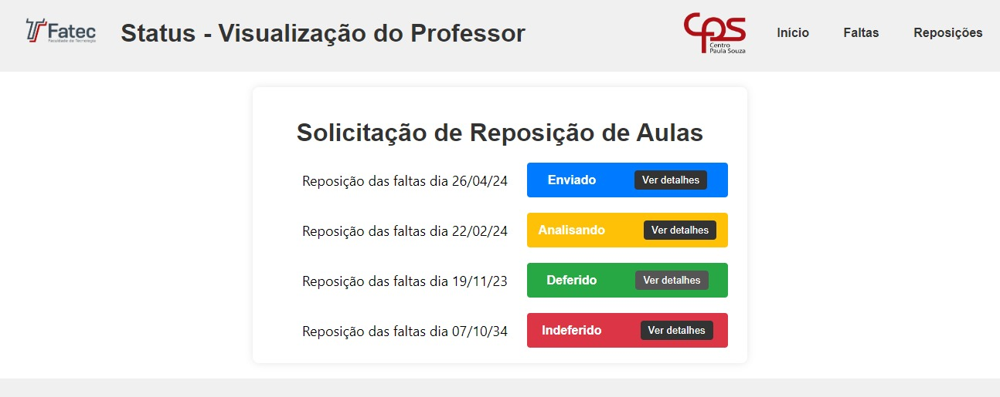 Fatec
Faculdade de Tecnologia
Status - Visualização do Professor
cps
Centro
Paula Souza
Início
Faltas
Reposições
Solicitação de Reposição de Aulas
Reposição das faltas dia 26/04/24 Enviado Ver detalhes
Reposição das faltas dia 22/02/24 Analisando Ver detalhes
Reposição das faltas dia 19/11/23 Deferido Ver detalhes
Reposição das faltas dia 07/10/34 Indeferido Ver detalhes